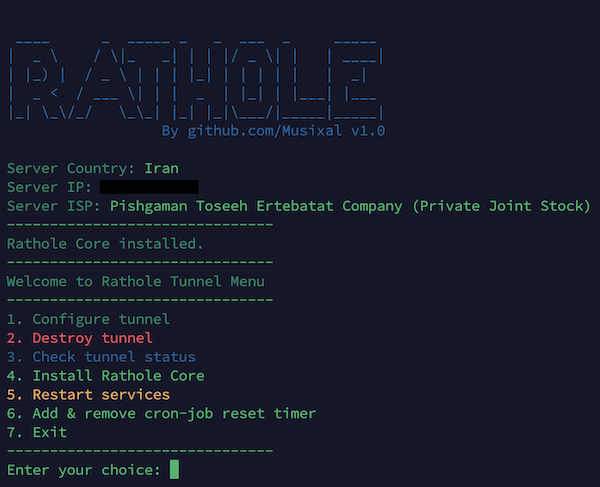 RATHOLE
By github.com/Musixal v1.0
Server Country: Iran
Server IP:
Server ISP: Pishgaman Toseeh Ertebatat Company (Private Joint Stock)
-------------------------------
Rathole Core installed.
-------------------------------
Welcome to Rathole Tunnel Menu
-------------------------------
1. Configure tunnel
2. Destroy tunnel
3. Check tunnel status
4. Install Rathole Core
5. Restart services
6. Add & remove cron-job reset timer
7. Exit
-------------------------------
Enter your choice: